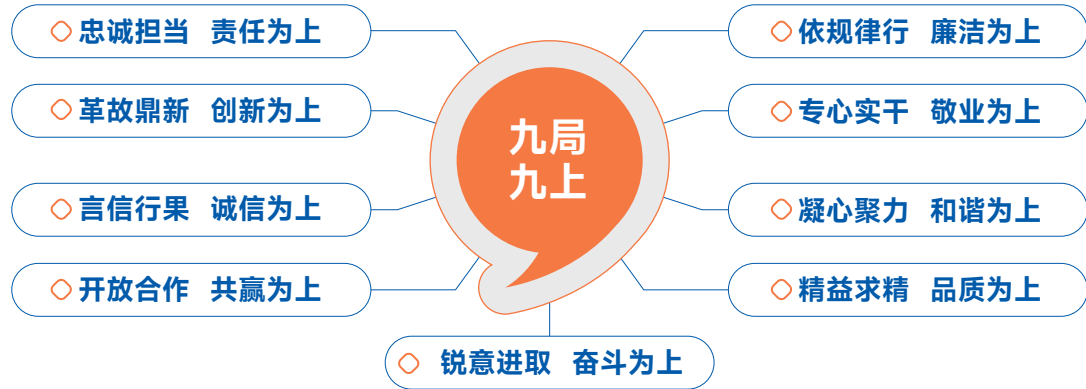 忠诚担当 责任为上
革故鼎新 创新为上
言信行果 诚信为上
开放合作 共赢为上
九局
九上
依规律行 廉洁为上
专心实干 敬业为上
凝心聚力 和谐为上
精益求精 品质为上
锐意进取 奋斗为上